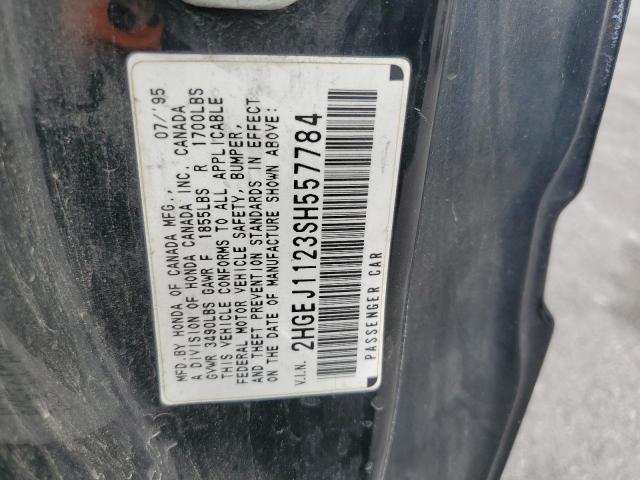 MFD.BY HONDA OF CANADA MFG., 07/'95
A DIVISION OF HONDA CANADA INC. CANADA
GVWR 3490LBS GAWR F 1855LBS R 1700LBS
THIS VEHICLE CONFORMS TO ALL APPLICABLE
FEDERAL MOTOR VEHICLE SAFETY, BUMPER,
AND THEFT PREVENTION STANDARDS IN EFFECT
ON THE DATE OF MANUFACTURE SHOWN ABOVE:
V.I.N. 2HGEJ1123SH557784
PASSENGER CAR